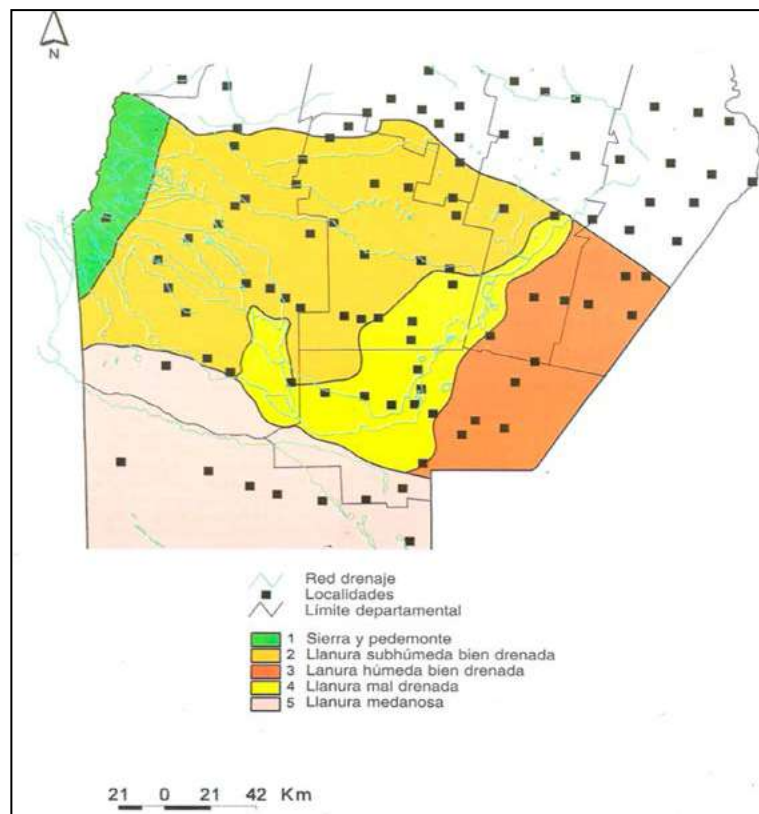 N
Red drenaje
Localidades
Límite departamental
1 Sierra y pedemonte
2 Llanura subhúmeda bien drenada
3 Lanura húmeda bien drenada
4 Llanura mal drenada
5 Llanura medanosa
21 0 21 42 Km